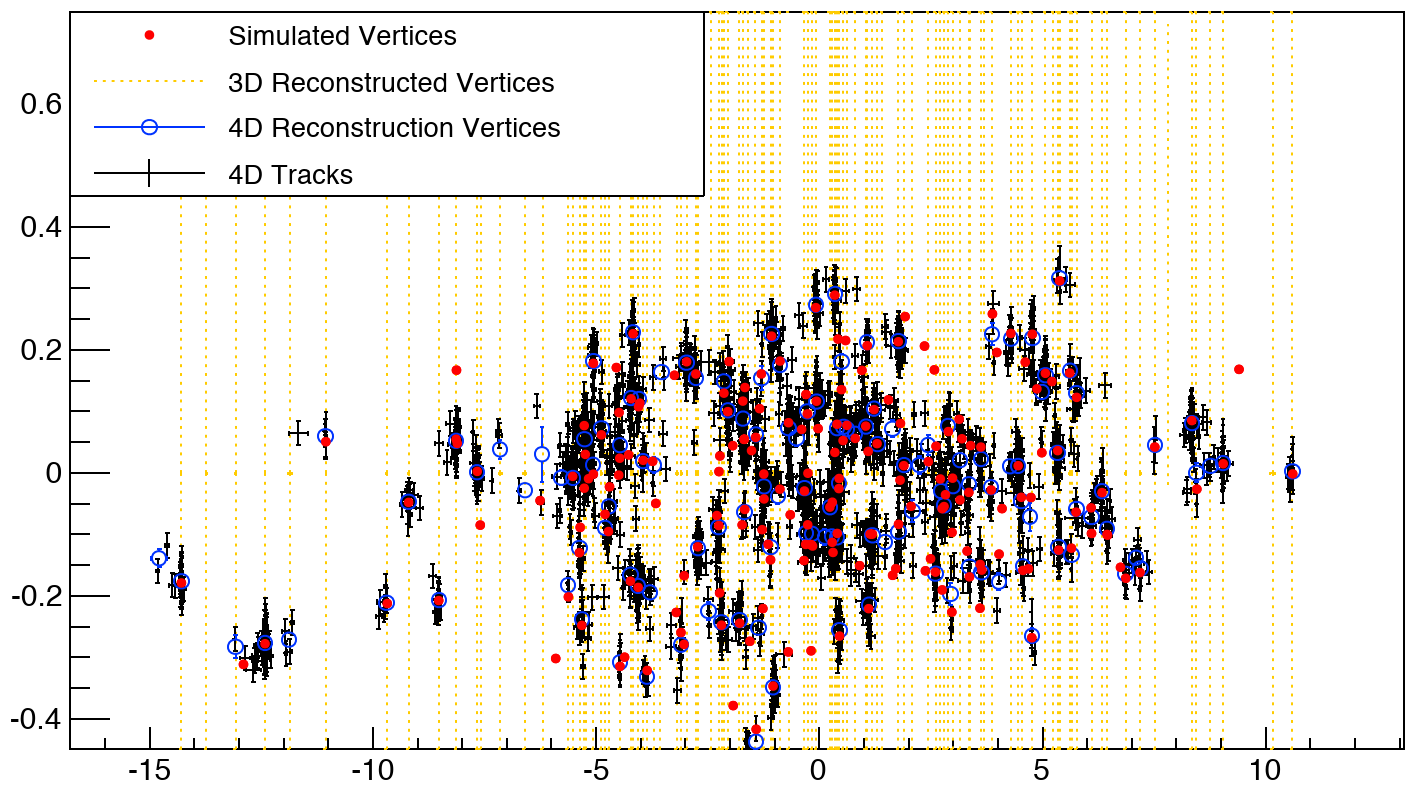 Simulated Vertices
3D Reconstructed Vertices
4D Reconstruction Vertices
4D Tracks
0.6
0.4
0.2
0
-0.2
-0.4
-15 -10 -5 0 5 10